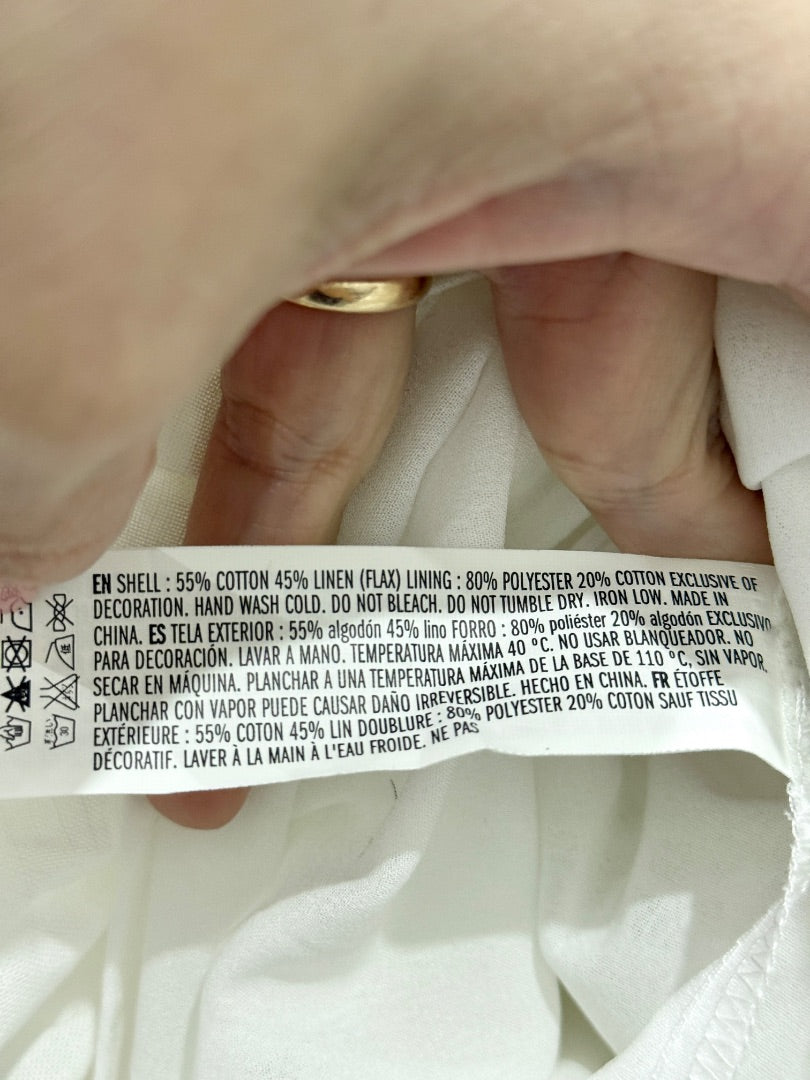 EN SHELL : 55% COTTON 45% LINEN (FLAX) LINING : 80% POLYESTER 20% COTTON EXCLUSIVE OF
DECORATION. HAND WASH COLD. DO NOT BLEACH. DO NOT TUMBLE DRY. IRON LOW. MADE IN
CHINA. ES TELA EXTERIOR : 55% algodón 45% lino FORRO : 80% poliéster 20% algodón EXCLUSIVO
PARA DECORACIÓN. LAVAR A MANO. TEMPERATURA MÁXIMA 40 °C. NO USAR BLANQUEADOR. NO
SECAR EN MÁQUINA. PLANCHAR A UNA TEMPERATURA MÁXIMA DE LA BASE DE 110 °C, SIN VAPOR.
PLANCHAR CON VAPOR PUEDE CAUSAR DAÑO IRREVERSIBLE. HECHO EN CHINA. FR ÉTOFFE
EXTÉRIEURE : 55% COTON 45% LIN DOUBLURE : 80% POLYESTER 20% COTON SAUF TISSU
DÉCORATIF. LAVER À LA MAIN À L'EAU FROIDE. NE PAS
30